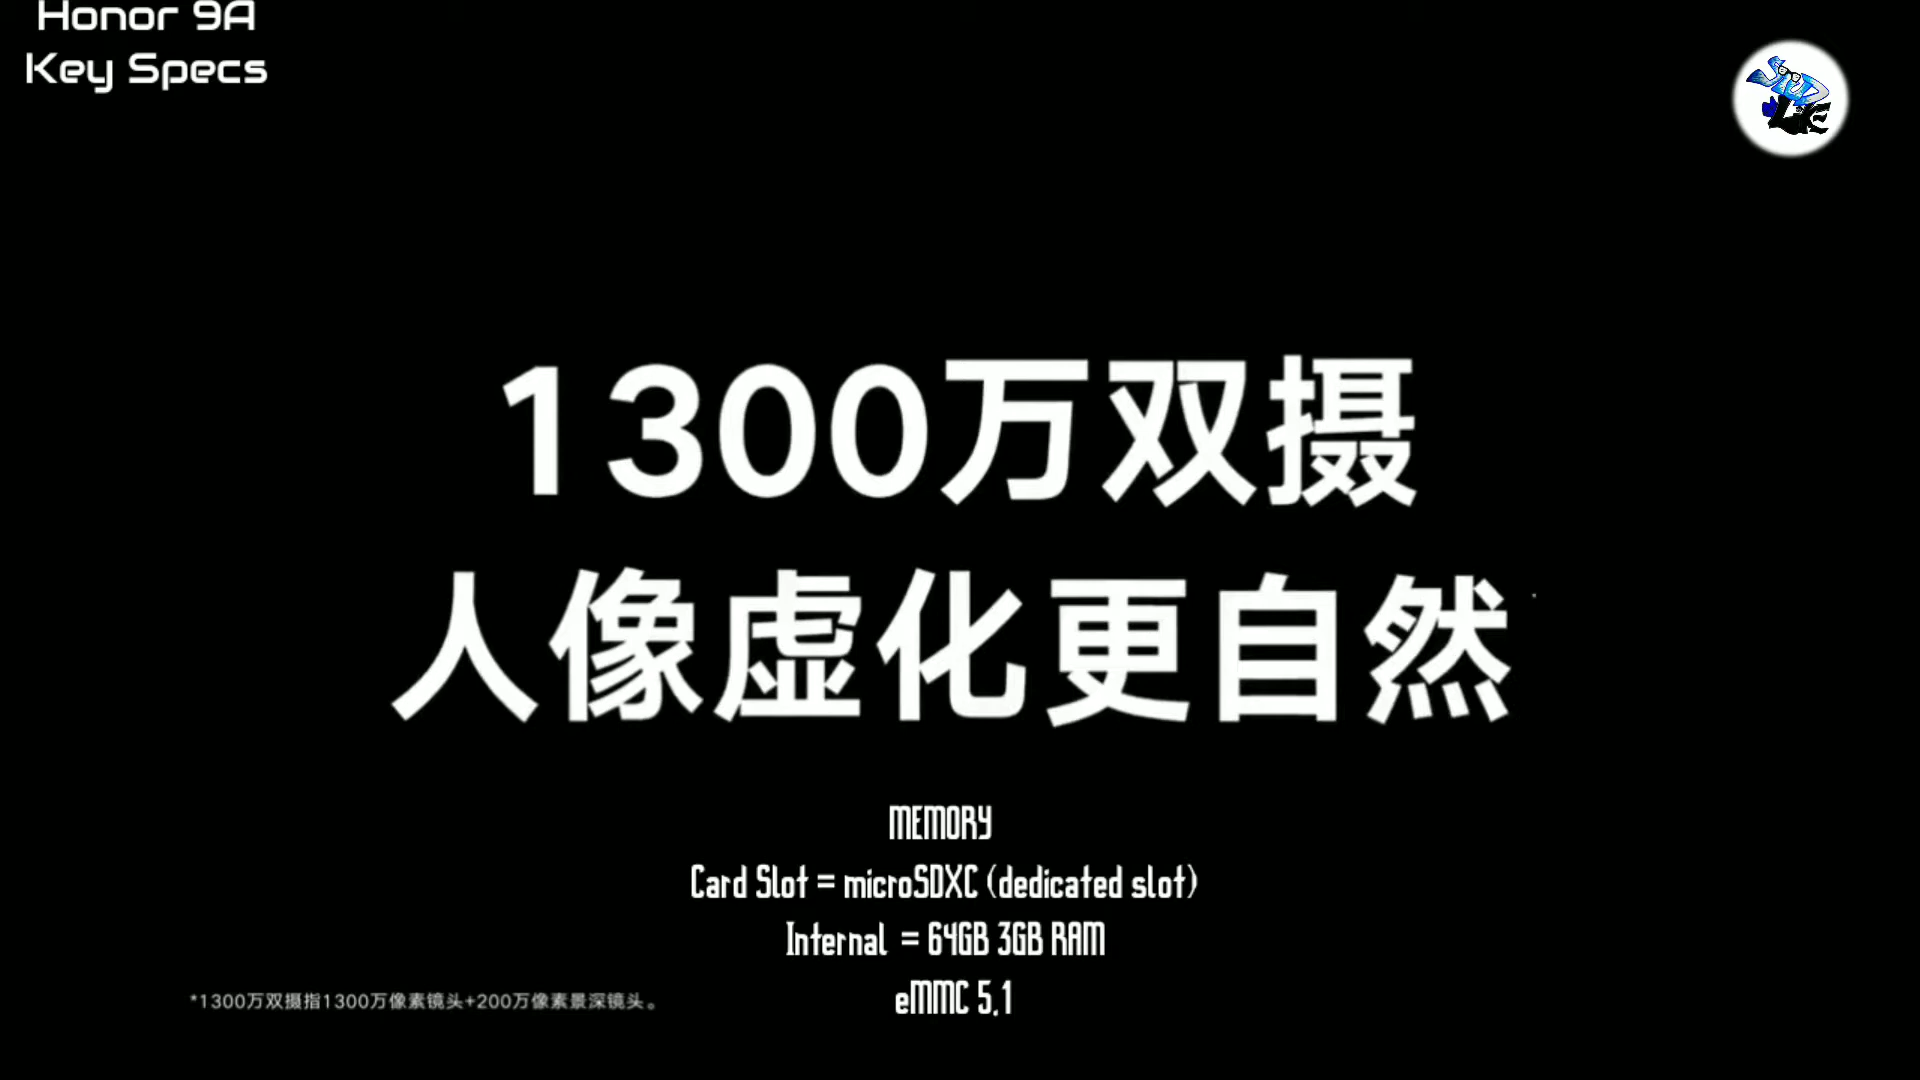 Honor 9A
Key Specs
1300万双摄
人像虚化更自然
MEMORY
Card Slot = microSDXC (dedicated slot)
Internal = 64GB 3GB RAM
eMMC 5.1
*1300万双摄指1300万像素镜头+200万像素景深镜头。